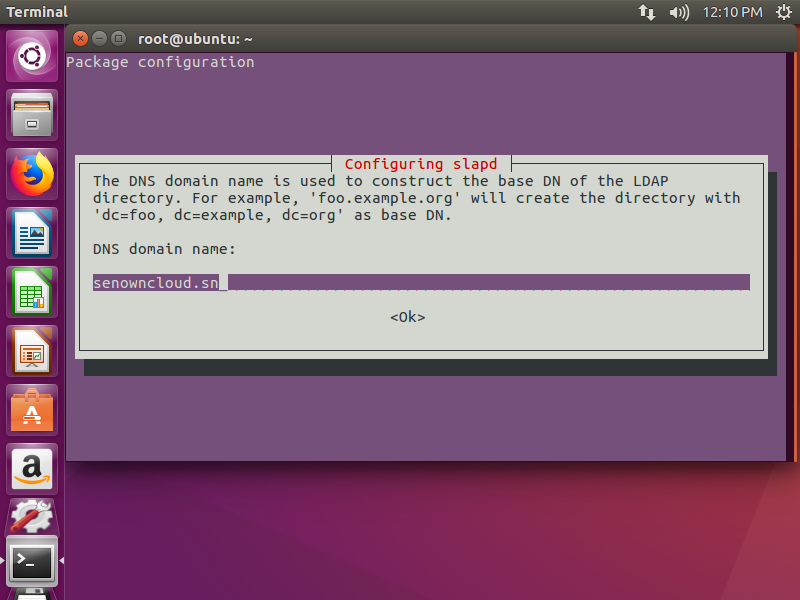 Terminal
12:10 PM
root@ubuntu: ~
Package configuration
Configuring slapd
The DNS domain name is used to construct the base DN of the LDAP
directory. For example, 'foo.example.org' will create the directory with
'dc=foo, dc=example, dc=org' as base DN.
DNS domain name:
senowncloud.sn
<Ok>